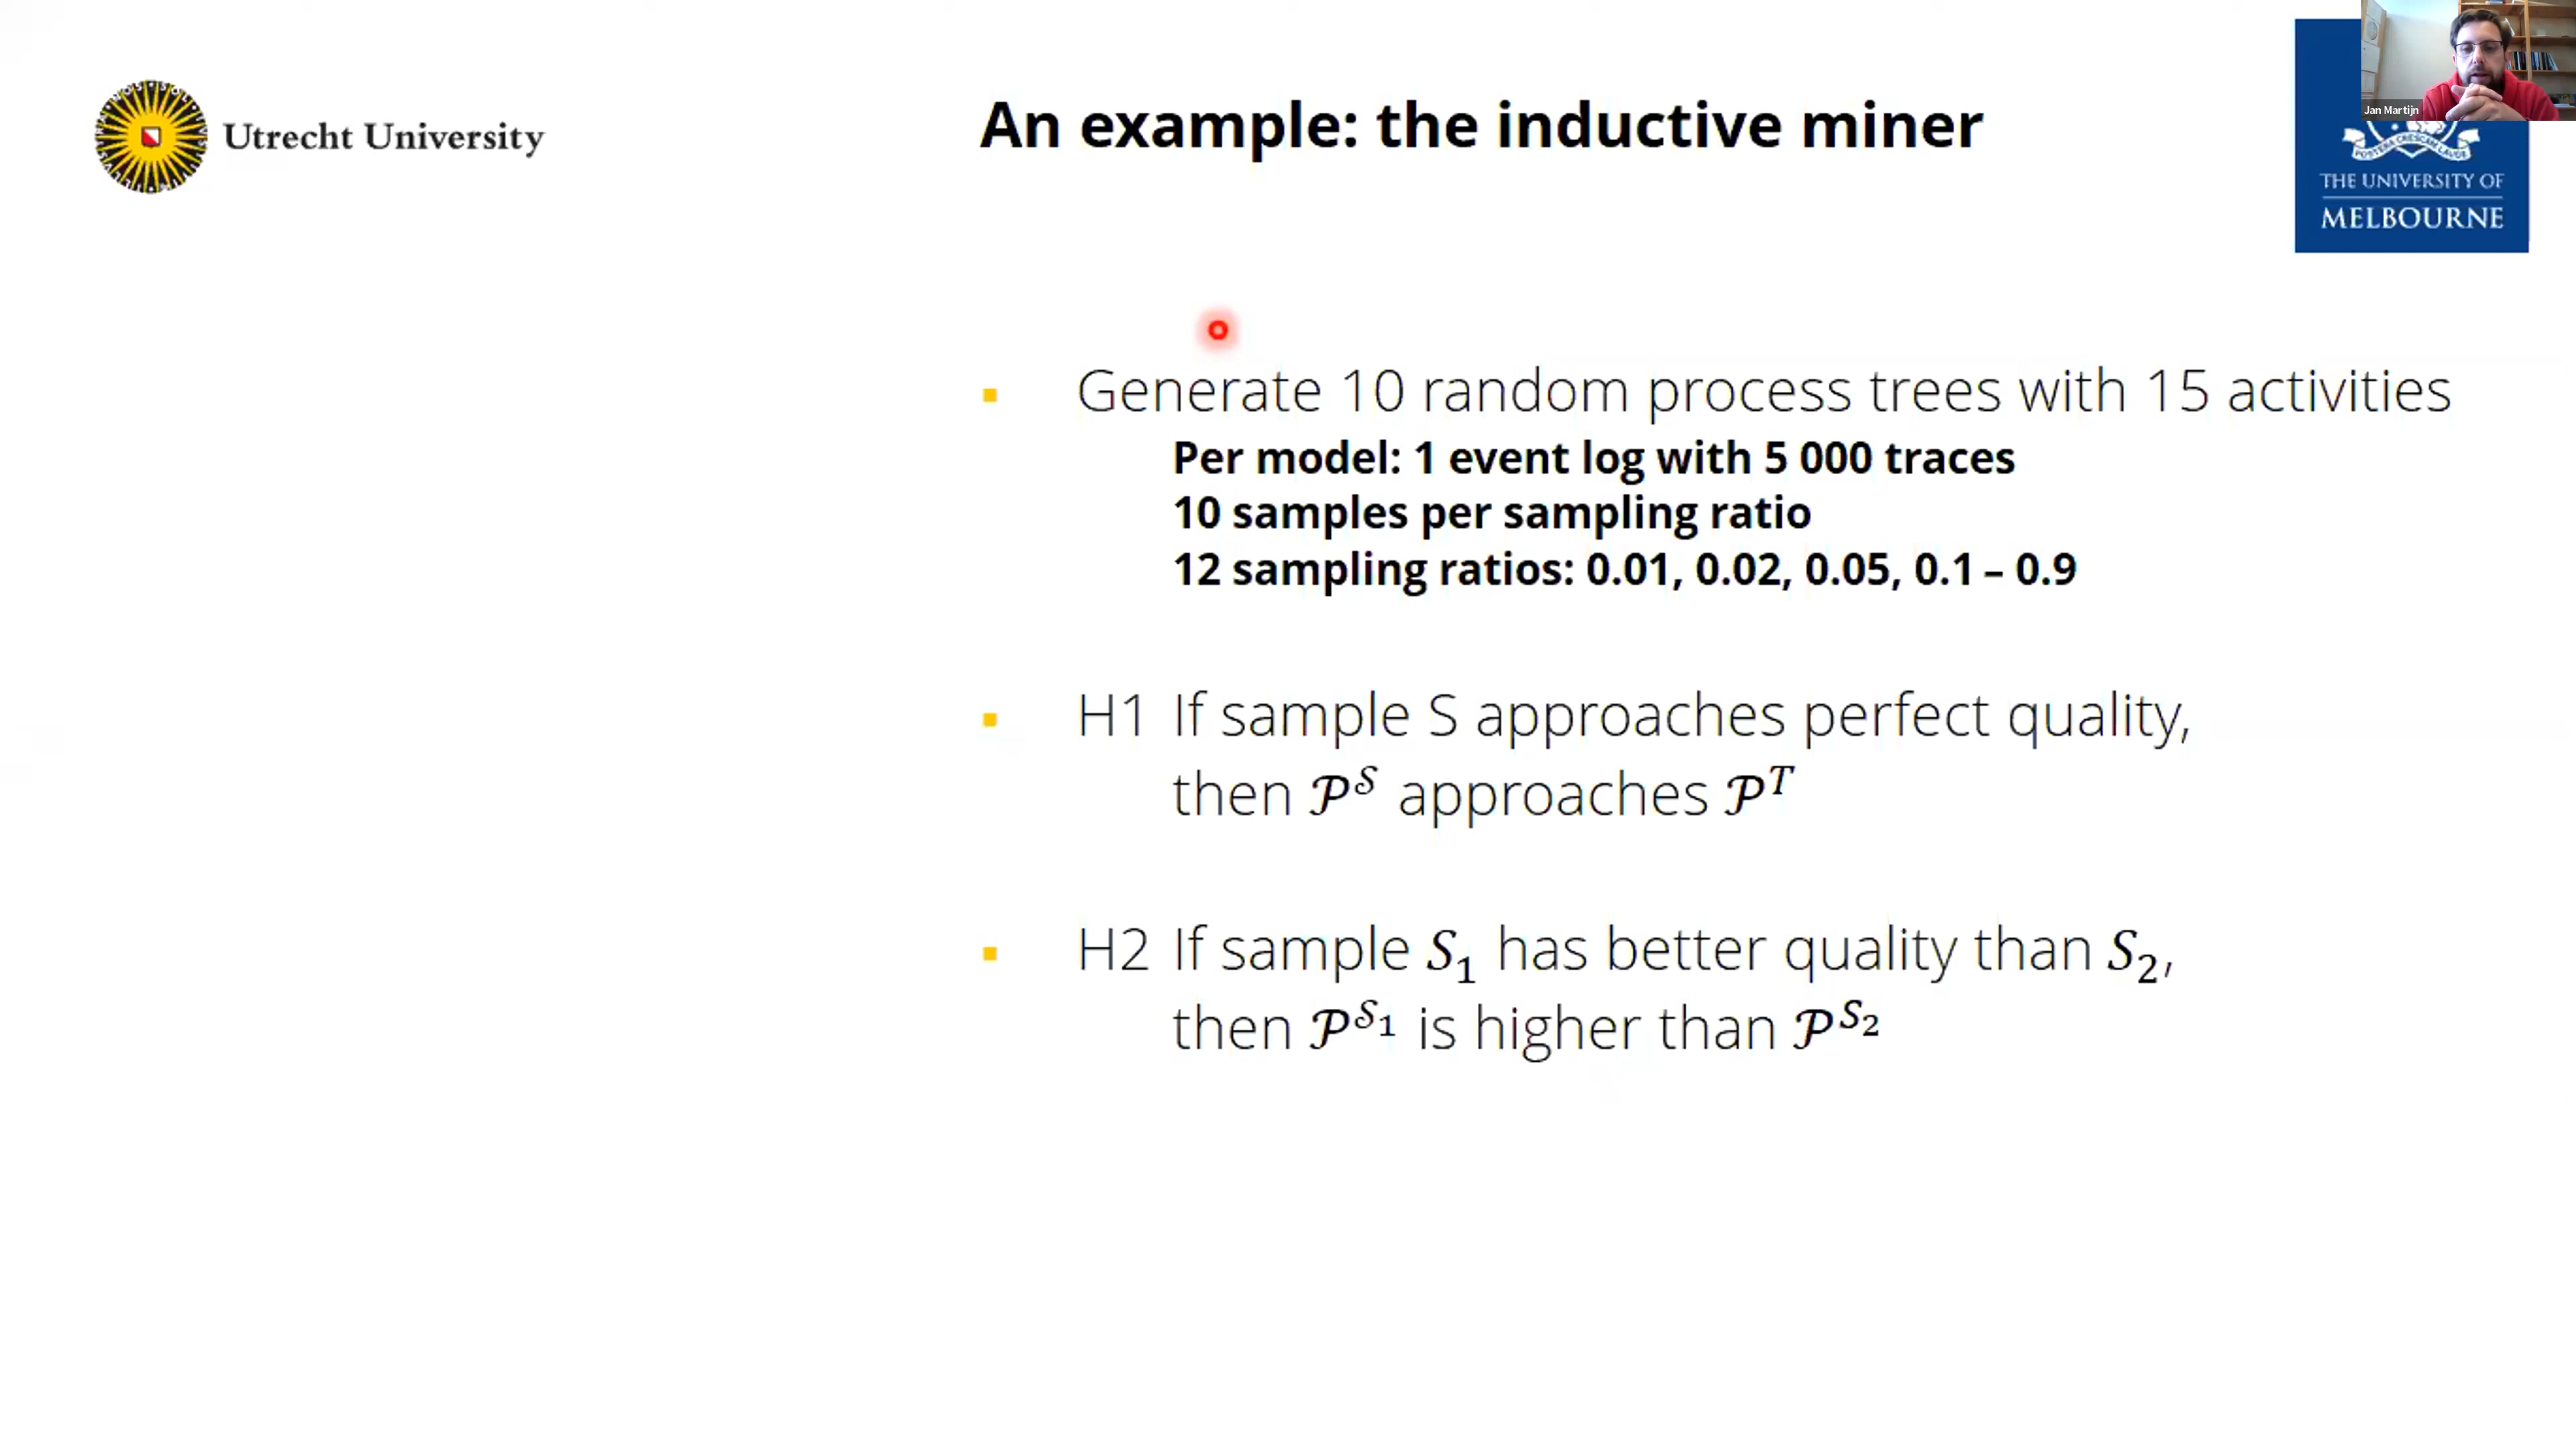 Utrecht University
An example: the inductive miner
Jan Martijn
POSTERA CRESCAM LAUDE
THE UNIVERSITY OF
MELBOURNE
Generate 10 random process trees with 15 activities
Per model: 1 event log with 5 000 traces
10 samples per sampling ratio
12 sampling ratios: 0.01, 0.02, 0.05, 0.1 – 0.9
H1 If sample S approaches perfect quality,
then 𝒫^S approaches 𝒫^T
H2 If sample S₁ has better quality than S₂,
then 𝒫^S₁ is higher than 𝒫^S₂